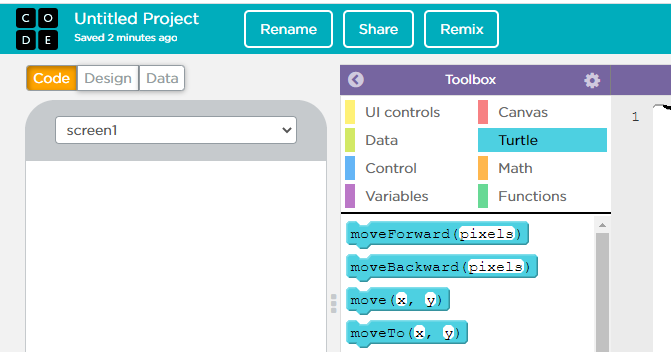 CODE
Untitled Project
Saved 2 minutes ago
Rename
Share
Remix
Code Design Data
screen1
Toolbox
UI controls
Canvas
Data
Turtle
Control
Math
Variables
Functions
moveForward(pixels)
moveBackward(pixels)
move(x, y)
moveTo(x, y)
1